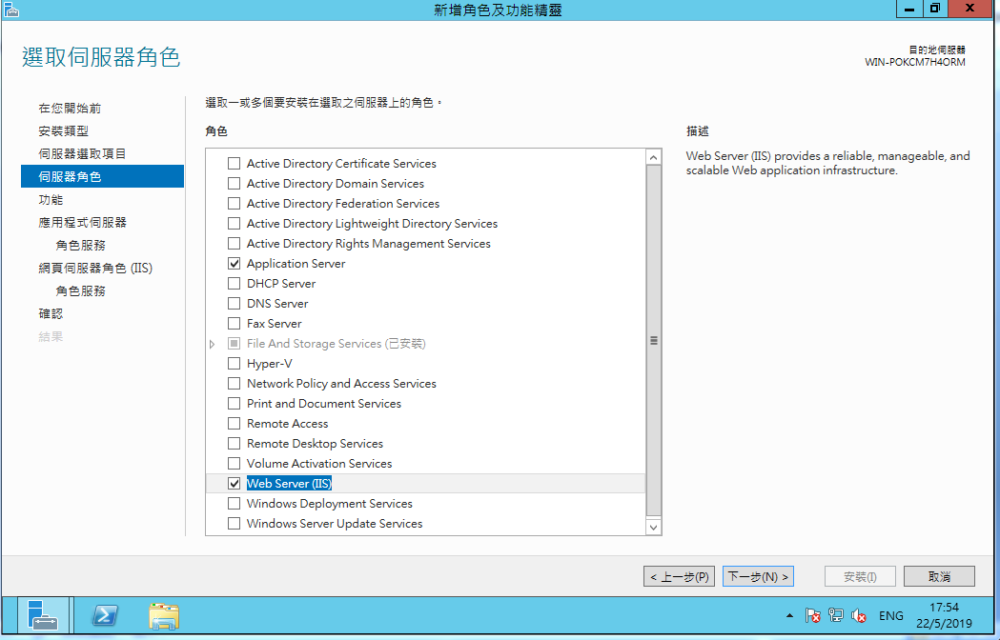 新增角色及功能精靈
選取伺服器角色
目的地伺服器
WIN-POKCM7H4ORM
在您開始前
安裝類型
伺服器選取項目
伺服器角色
功能
應用程式伺服器
角色服務
網頁伺服器角色 (IIS)
角色服務
確認
結果
選取一或多個要安裝在選取之伺服器上的角色。
角色
Active Directory Certificate Services
Active Directory Domain Services
Active Directory Federation Services
Active Directory Lightweight Directory Services
Active Directory Rights Management Services
Application Server
DHCP Server
DNS Server
Fax Server
File And Storage Services (已安裝)
Hyper-V
Network Policy and Access Services
Print and Document Services
Remote Access
Remote Desktop Services
Volume Activation Services
Web Server (IIS)
Windows Deployment Services
Windows Server Update Services
描述
Web Server (IIS) provides a reliable, manageable, and
scalable Web application infrastructure.
< 上一步(P)
下一步(N) >
安裝(I)
取消
ENG
17:54
22/5/2019